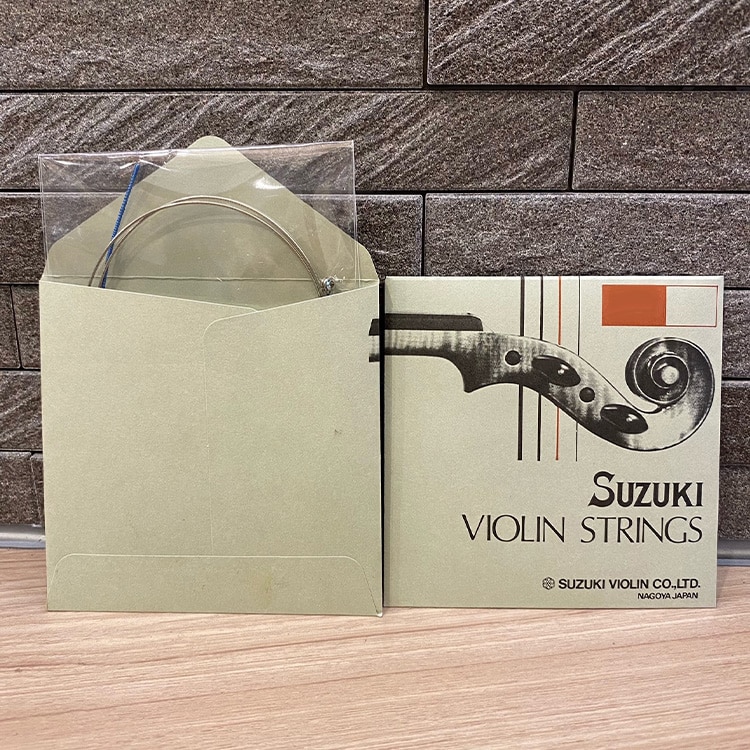 SUZUKI
VIOLIN STRINGS
SUZUKI VIOLIN CO.,LTD.
NAGOYA JAPAN